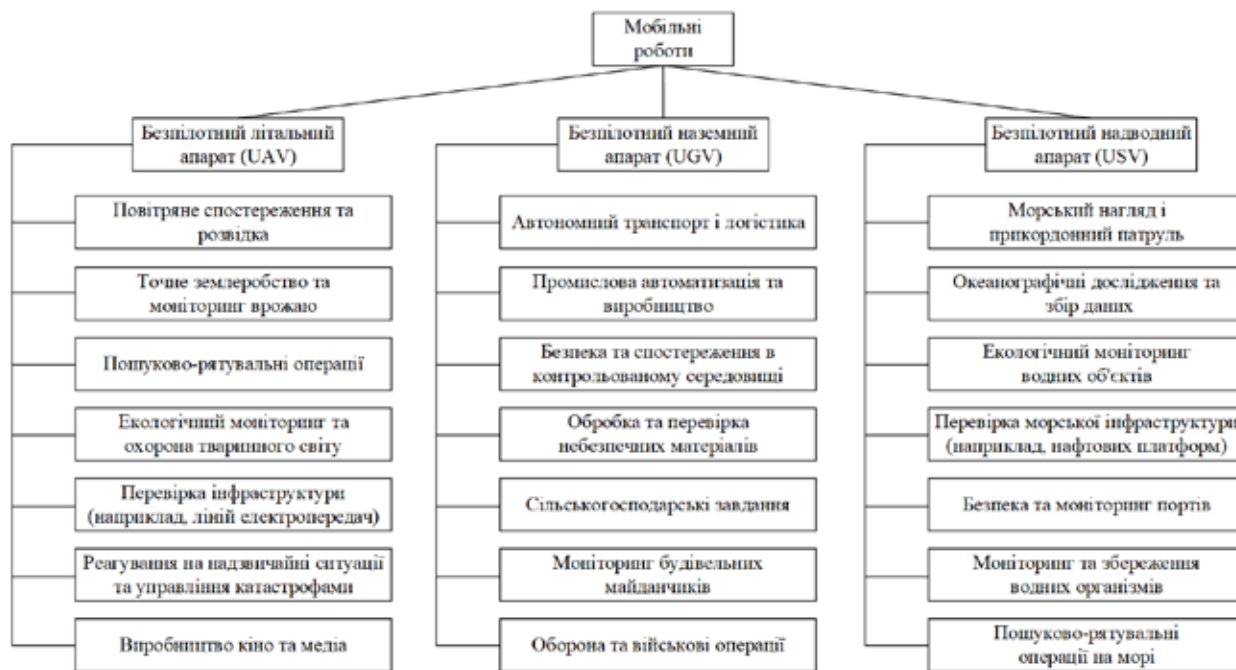 Мобільні
роботи
Безпілотний літальний
апарат (UAV)
Повітряне спостереження та
розвідка
Точне землеробство та
моніторинг врожаю
Пошуково-рятувальні операції
Екологічний моніторинг та
охорона тваринного світу
Перевірка інфраструктури
(наприклад, ліній електропередач)
Реагування на надзвичайні ситуації
та управління катастрофами
Виробництво кіно та медіа
Безпілотний наземний
апарат (UGV)
Автономний транспорт і логістика
Промислова автоматизація та
виробництво
Безпека та спостереження в
контрольованому середовищі
Обробка та перевірка
небезпечних матеріалів
Сільськогосподарські завдання
Моніторинг будівельних
майданчиків
Оборона та військові операції
Безпілотний надводний
апарат (USV)
Морський нагляд і
прикордонний патруль
Океанографічні дослідження та
збір даних
Екологічний моніторинг
водних об'єктів
Перевірка морської інфраструктури
(наприклад, нафтових платформ)
Безпека та моніторинг портів
Моніторинг та збереження
водних організмів
Пошуково-рятувальні
операції на морі